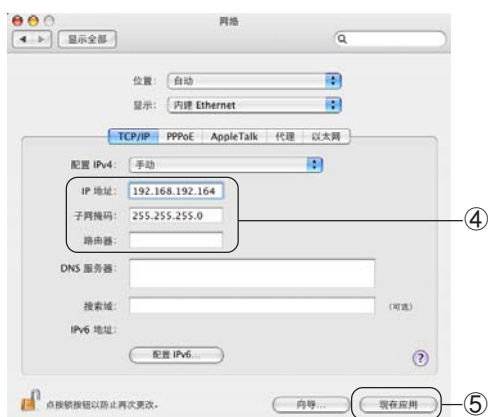 网络
显示全部
位置: 自动
显示: 内建 Ethernet
TCP/IP PPPoE AppleTalk 代理 以太网
配置 IPv4: 手动
IP 地址: 192.168.192.164
子网掩码: 255.255.255.0
④
路由器:
DNS 服务器:
搜索域: (可选)
IPv6 地址:
配置 IPv6... ?
点按锁按钮以防止再次更改。 向导... 现在应用 ⑤